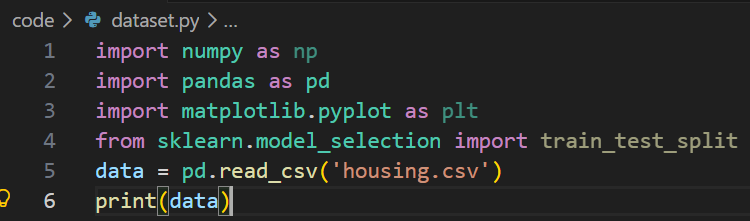 code > dataset.py > ...
1 import numpy as np
2 import pandas as pd
3 import matplotlib.pyplot as plt
4 from sklearn.model_selection import train_test_split
5 data = pd.read_csv('housing.csv')
6 print(data)